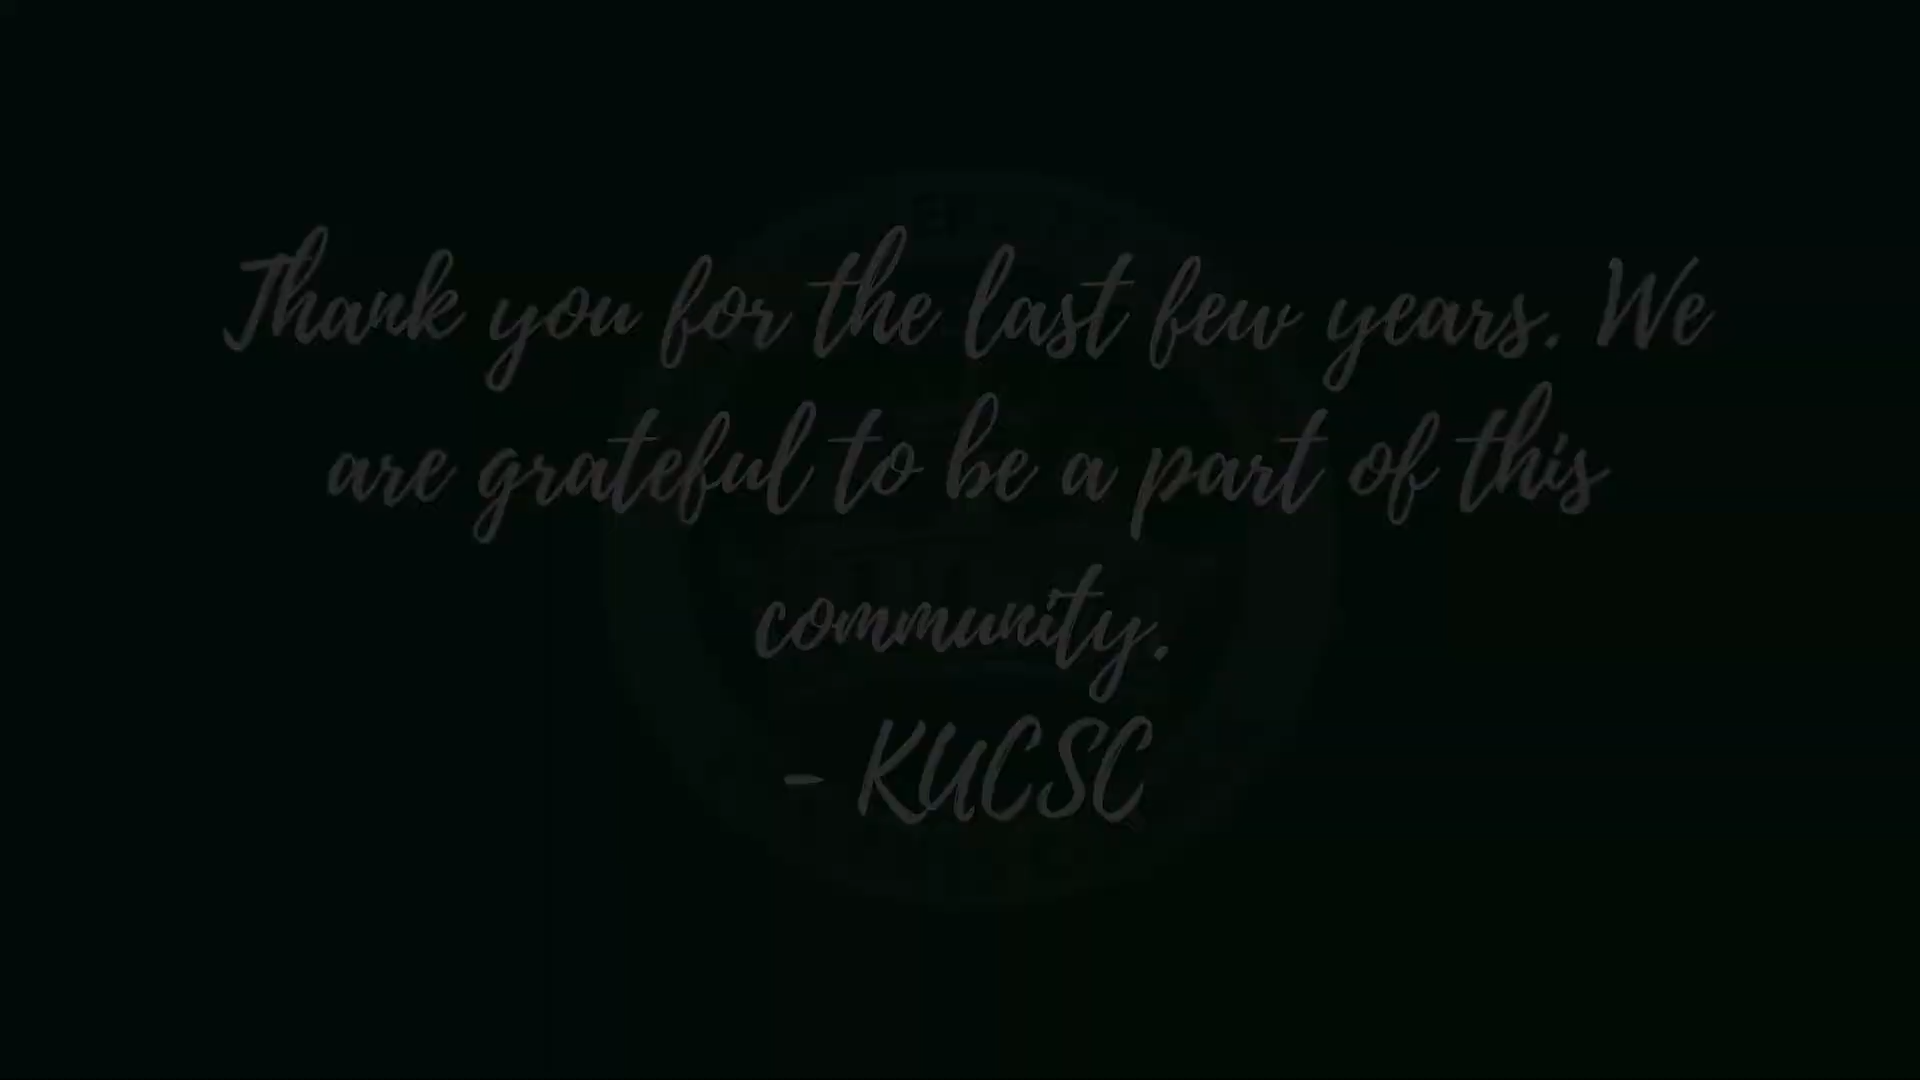 Thank you for the last few years. We
are grateful to be a part of this
community.
- KUCSC